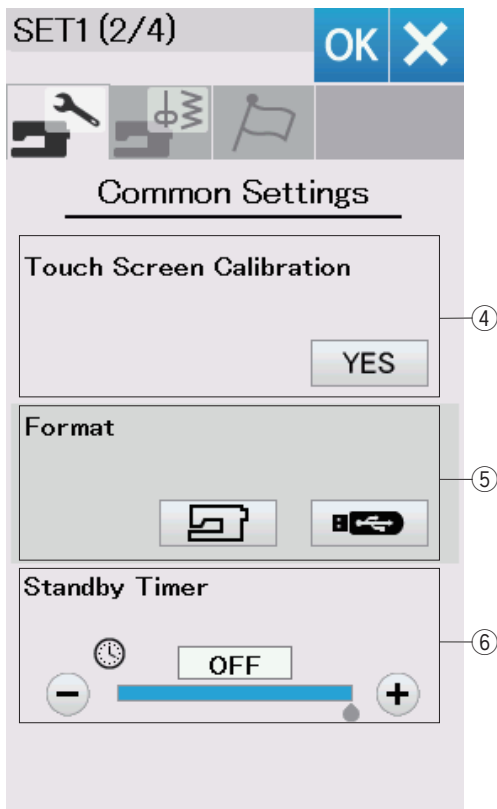 SET1 (2/4)
OK
Common Settings
Touch Screen Calibration
④
YES
Format
⑤
Standby Timer
⑥
OFF